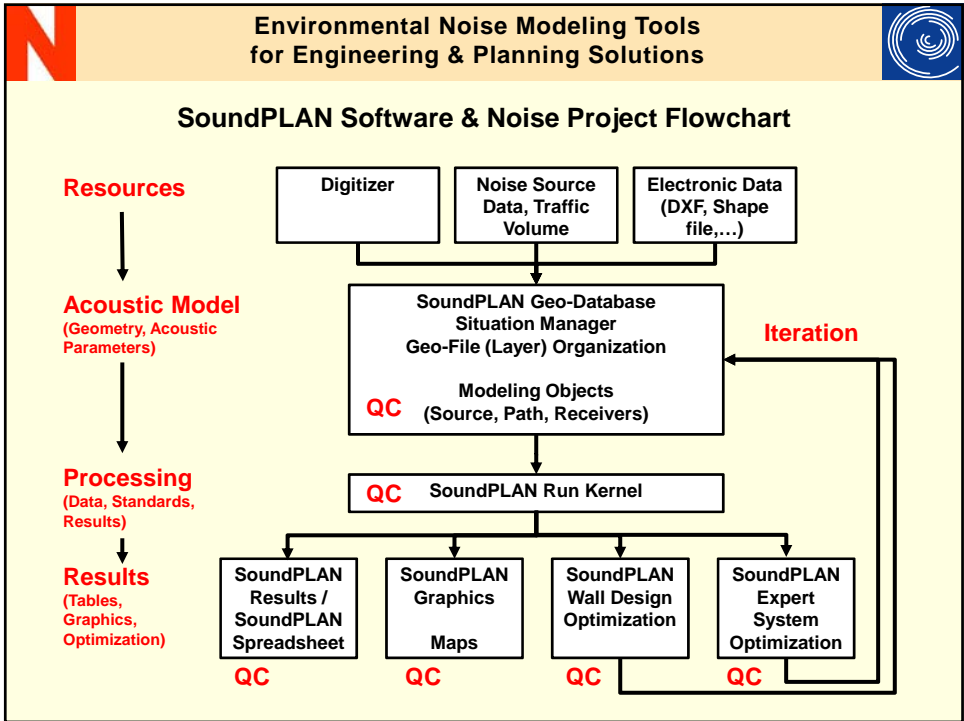 N
Environmental Noise Modeling Tools
for Engineering & Planning Solutions
SoundPLAN Software & Noise Project Flowchart
Resources
Digitizer
Noise Source
Data, Traffic
Volume
Electronic Data
(DXF, Shape
file,…)
Acoustic Model
(Geometry, Acoustic
Parameters)
SoundPLAN Geo-Database
Situation Manager
Geo-File (Layer) Organization
Modeling Objects
QC
(Source, Path, Receivers)
Iteration
Processing
(Data, Standards,
Results)
QC
SoundPLAN Run Kernel
Results
(Tables,
Graphics,
Optimization)
SoundPLAN
Results /
SoundPLAN
Spreadsheet
QC
SoundPLAN
Graphics
Maps
QC
SoundPLAN
Wall Design
Optimization
QC
SoundPLAN
Expert
System
Optimization
QC